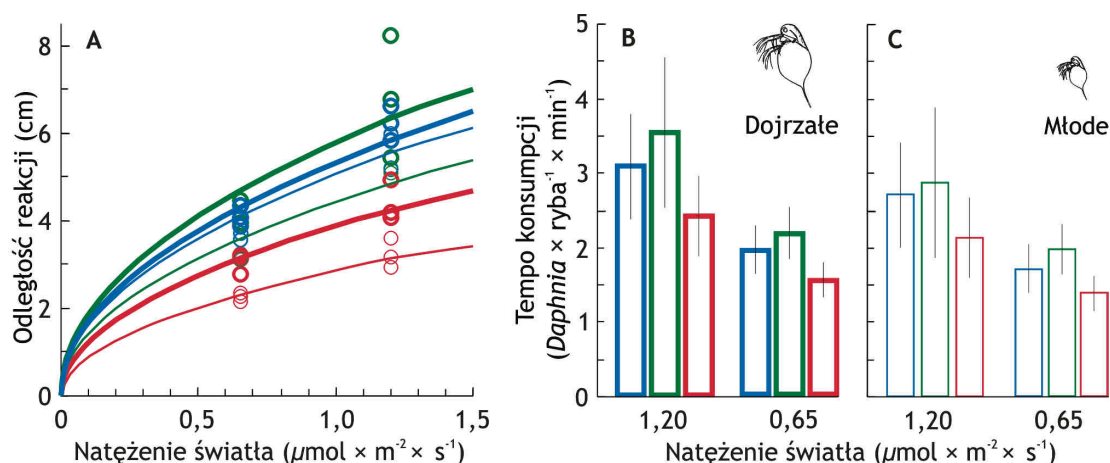 A
Odległość reakcji (cm)
8
6
4
2
0
0
0,5
1,0
1,5
Natężenie światła (μmol × m⁻² × s⁻¹)
B
Dojrzałe
Tempo konsumpcji
(Daphnia × ryba⁻¹ × min⁻¹)
5
4
3
2
1
0
1,20
0,65
C
Młode
1,20
0,65
Natężenie światła (μmol × m⁻² × s⁻¹)